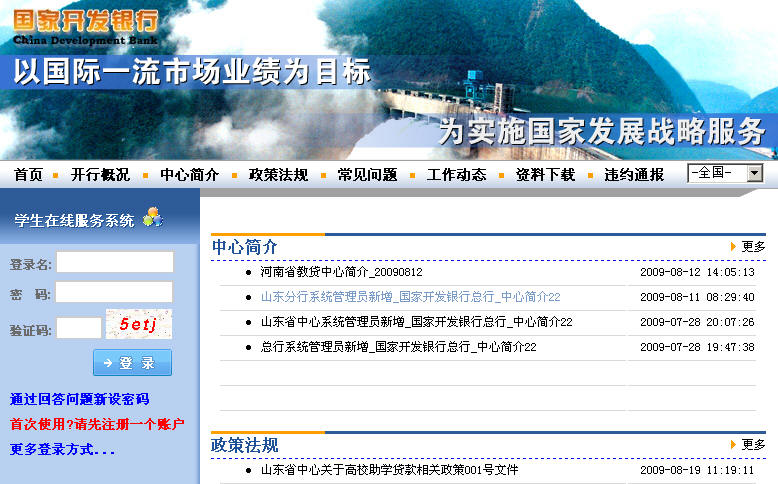 国家开发银行
China Development Bank
以国际一流市场业绩为目标
为实施国家发展战略服务
首页 开行概况 中心简介 政策法规 常见问题 工作动态 资料下载 违约通报 -全国-
学生在线服务系统
登录名:
密 码:
验证码: 5etj
登 录
通过回答问题新设密码
首次使用?请先注册一个账户
更多登录方式...
中心简介 更多
河南省教贷中心简介_20090812 2009-08-12 14:05:13
山东分行系统管理员新增_国家开发银行总行_中心简介22 2009-08-11 08:29:40
山东省中心系统管理员新增_国家开发银行总行_中心简介22 2009-07-28 20:07:26
总行系统管理员新增_国家开发银行总行_中心简介22 2009-07-28 19:47:38
政策法规 更多
山东省中心关于高校助学贷款相关政策001号文件 2009-08-19 11:19:11